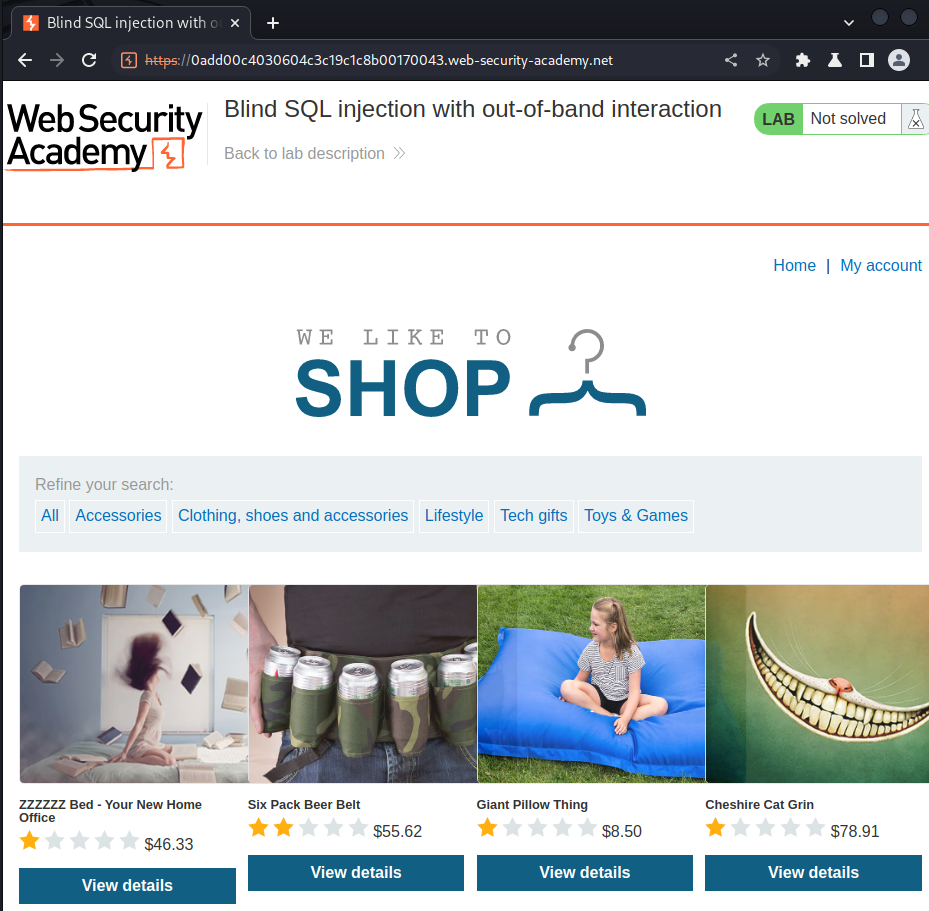 Blind SQL injection with o
https://0add00c4030604c3c19c1c8b00170043.web-security-academy.net
Web Security
Academy
Blind SQL injection with out-of-band interaction
Back to lab description
LAB Not solved
Home | My account
WE LIKE TO
SHOP
Refine your search:
All Accessories Clothing, shoes and accessories Lifestyle Tech gifts Toys & Games
ZZZZZZ Bed - Your New Home
Office
$46.33
View details
Six Pack Beer Belt
$55.62
View details
Giant Pillow Thing
$8.50
View details
Cheshire Cat Grin
$78.91
View details